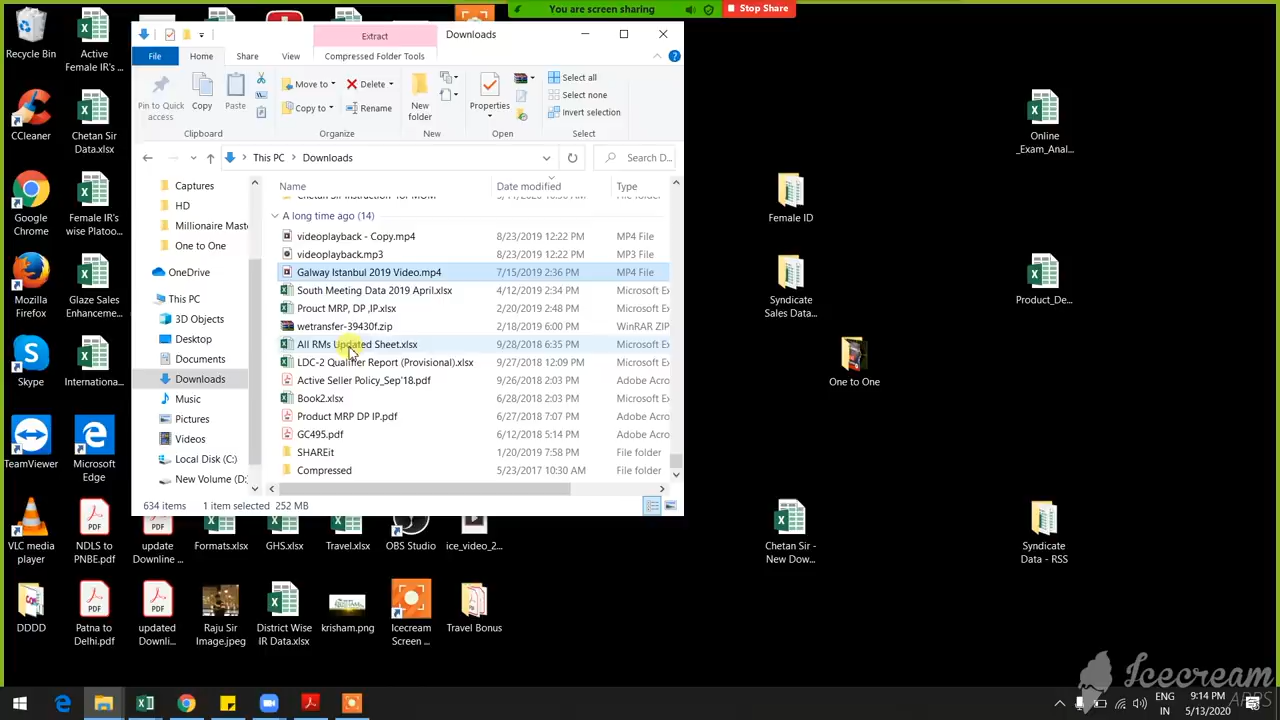 You are screen sharing
Stop Share
Extract
Downloads
File
Home
Share
View
Compressed Folder Tools
Pin to Quick
access
Copy
Paste
Clipboard
Move to
Copy to
Delete
Rename
Organize
New
folder
New
Properties
Open
Select all
Select none
Invert selection
Select
This PC
Downloads
Search D...
Captures
HD
Millionaire Mast
One to One
OneDrive
This PC
3D Objects
Desktop
Documents
Downloads
Music
Pictures
Videos
Local Disk (C:)
New Volume (D:
Name
Date modified
Type
A long time ago (14)
videoplayback - Copy.mp4 8/23/2019 12:22 PM MP4 File
videoplayback.mp3 8/23/2019 12:22 PM MP3 File
Galway Istanbul 2019 Video.mp4 7/15/2019 2:36 PM MP4 File
South Meeting Data 2019 April.xlsx 4/12/2019 2:34 PM Microsoft Ex
Prouct MRP, DP ,IP.xlsx 2/20/2019 2:48 PM Microsoft Ex
wetransfer-39430f.zip 2/18/2019 6:00 PM WinRAR ZIP
All RMs Updated Sheet.xlsx 9/28/2018 6:35 PM Microsoft Ex
LDC-2 Qualifier Report (Provisional).xlsx 9/27/2018 12:09 PM Microsoft Ex
Active Seller Policy_Sep'18.pdf 9/26/2018 2:03 PM Adobe Acro
Book2.xlsx 6/28/2018 2:03 PM Microsoft Ex
Product MRP DP IP.pdf 6/27/2018 7:07 PM Adobe Acro
GC495.pdf 6/12/2018 5:14 PM Adobe Acro
SHAREit 1/20/2019 7:58 PM File folder
Compressed 5/23/2017 10:30 AM File folder
634 items 1 item selected 252 MB
Recycle Bin
Active
Female IR's ...
CCleaner
Chetan Sir
Data.xlsx
Google
Chrome
Female IR's
wise Platoo...
Mozilla
Firefox
Glaze Sales
Enhanceme...
Skype
Internationa...
TeamViewer
Microsoft
Edge
VLC media
player
NDLS to
PNBE.pdf
update
Downline ...
Formats.xlsx
GHS.xlsx
Travel.xlsx
OBS Studio
ice_video_2...
DDDD
Patna to
Delhi.pdf
updated
Downli...
Raju Sir
Image.jpeg
District Wise
IR Data.xlsx
krisham.png
Icecream
Screen ...
Travel Bonus
Online
_Exam_Anal...
Female ID
Syndicate
Sales Data...
Product_De...
One to One
Chetan Sir -
New Dow...
Syndicate
Data - RSS
Icecream
APPS
ENG
IN
9:14 PM
5/13/2020